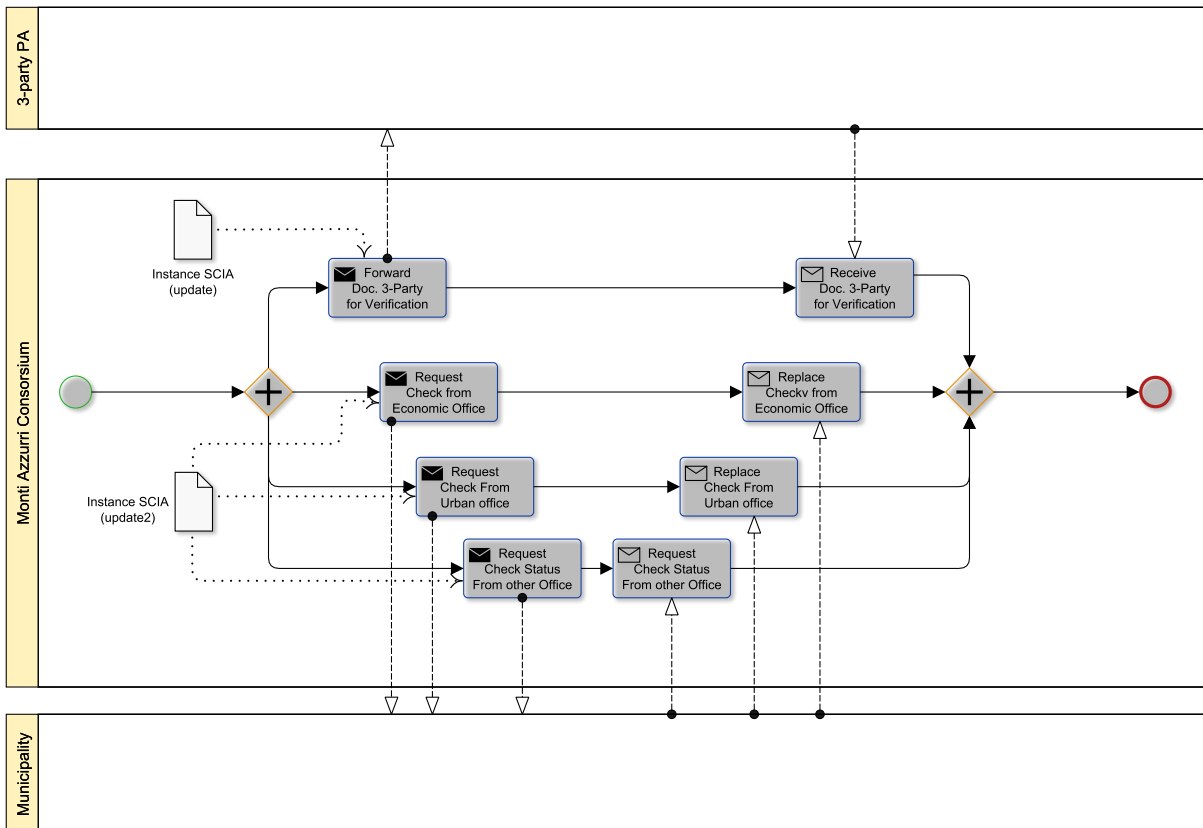 3-party PA
Monti Azzurri Consorsium
Instance SCIA
(update)
Forward
Doc. 3-Party
for Verification
Receive
Doc. 3-Party
for Verification
Request
Check from
Economic Office
Replace
Checkv from
Economic Office
Instance SCIA
(update2)
Request
Check From
Urban office
Replace
Check From
Urban office
Request
Check Status
From other Office
Request
Check Status
From other Office
Municipality